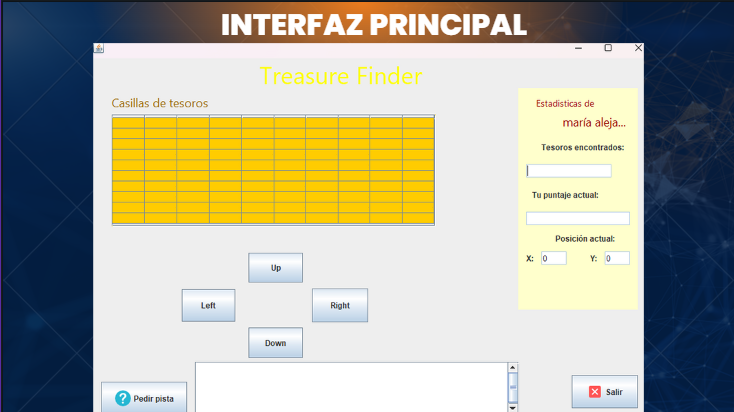 INTERFAZ PRINCIPAL
Treasure Finder
Casillas de tesoros
Estadisticas de
maría aleja...
Tesoros encontrados:
Tu puntaje actual:
Posición actual:
X: 0 Y: 0
Up
Left Right
Down
? Pedir pista
Salir